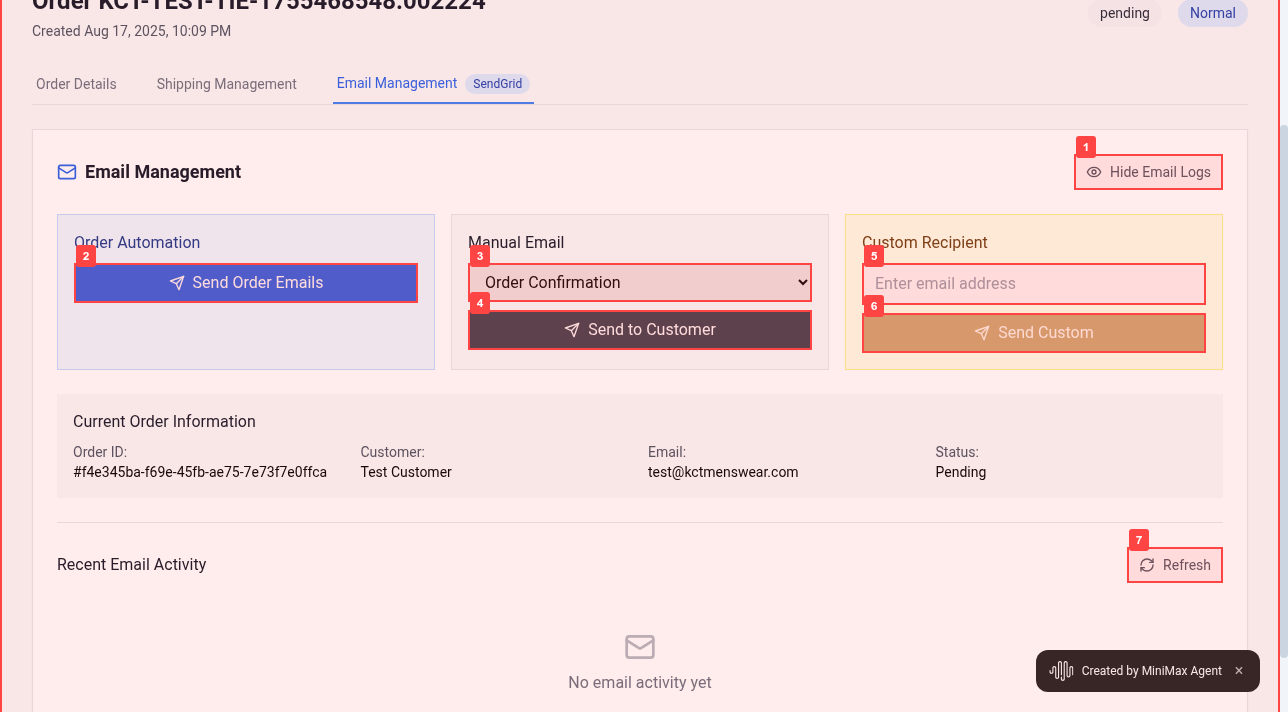 Order KCT-TEST-TIE-1755468548.002224
pending Normal
Created Aug 17, 2025, 10:09 PM
Order Details Shipping Management Email Management SendGrid
1
Email Management Hide Email Logs
Order Automation Manual Email Custom Recipient
2 3 5
Send Order Emails Order Confirmation Enter email address
4 6
Send to Customer Send Custom
Current Order Information
Order ID: Customer: Email: Status:
#f4e345ba-f69e-45fb-ae75-7e73f7e0ffca Test Customer test@kctmenswear.com Pending
7
Recent Email Activity Refresh
Created by MiniMax Agent ×
No email activity yet